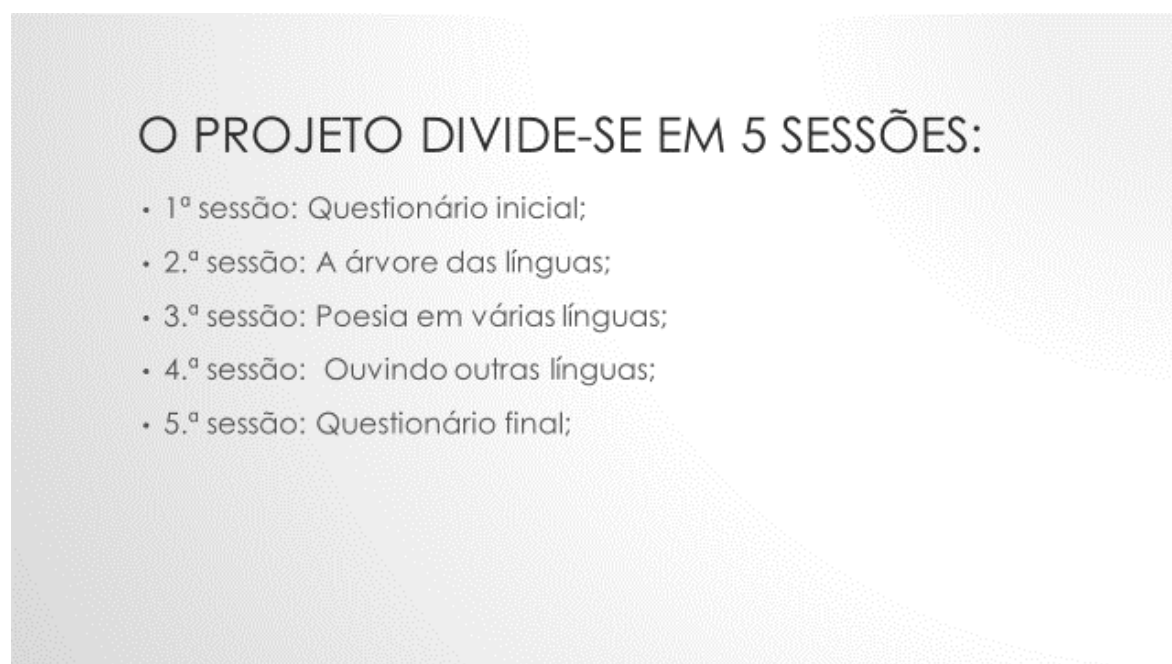 O PROJETO DIVIDE-SE EM 5 SESSÕES:
• 1ª sessão: Questionário inicial;
• 2.ª sessão: A árvore das línguas;
• 3.ª sessão: Poesia em várias línguas;
• 4.ª sessão:  Ouvindo outras línguas;
• 5.ª sessão: Questionário final;